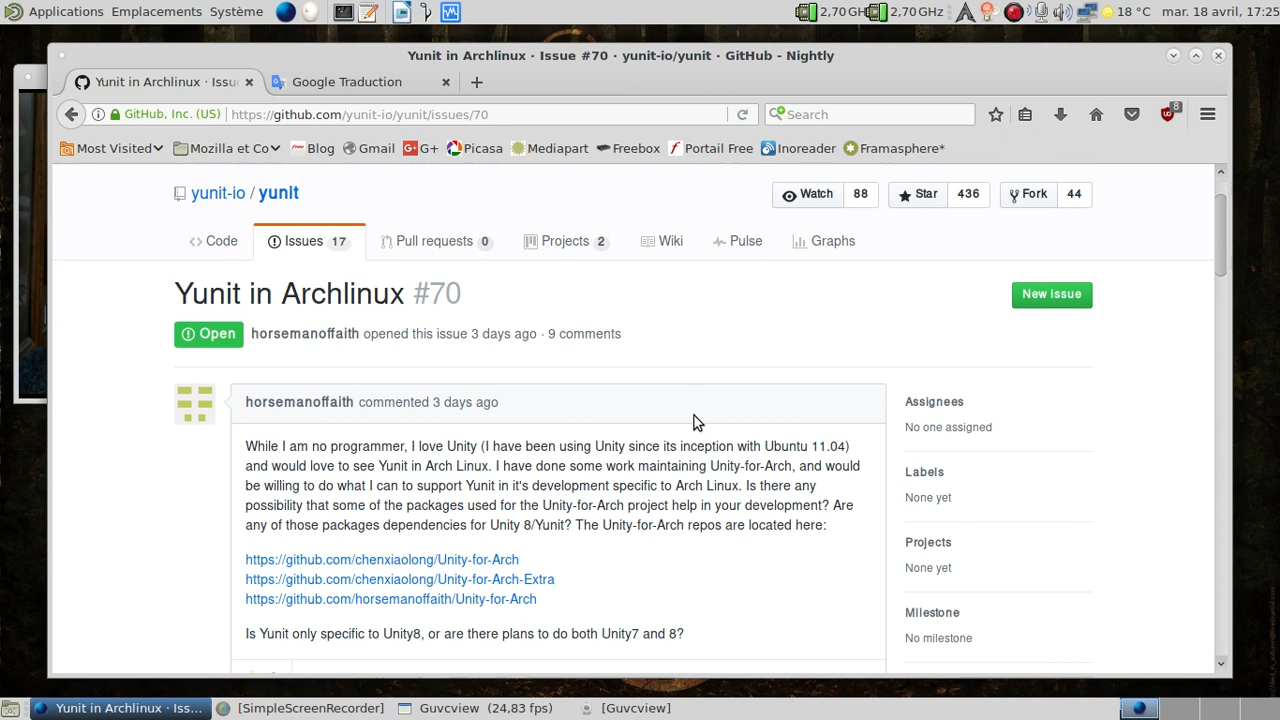 Applications Emplacements Système 2,70 GH 2,70 GHz 18 °C mar. 18 avril, 17:25
Yunit in Archlinux · Issue #70 · yunit-io/yunit · GitHub - Nightly
Yunit in Archlinux · Issu Google Traduction
GitHub, Inc. (US) https://github.com/yunit-io/yunit/issues/70 Search 8
Most Visited Mozilla et Co Blog Gmail G+ Picasa Mediapart Freebox Portail Free Inoreader Framasphere*
yunit-io / yunit Watch 88 Star 436 Fork 44
Code Issues 17 Pull requests 0 Projects 2 Wiki Pulse Graphs
Yunit in Archlinux #70 New issue
Open horsemanoffaith opened this issue 3 days ago · 9 comments
horsemanoffaith commented 3 days ago
While I am no programmer, I love Unity (I have been using Unity since its inception with Ubuntu 11.04)
and would love to see Yunit in Arch Linux. I have done some work maintaining Unity-for-Arch, and would
be willing to do what I can to support Yunit in it's development specific to Arch Linux. Is there any
possibility that some of the packages used for the Unity-for-Arch project help in your development? Are
any of those packages dependencies for Unity 8/Yunit? The Unity-for-Arch repos are located here:
https://github.com/chenxiaolong/Unity-for-Arch
https://github.com/chenxiaolong/Unity-for-Arch-Extra
https://github.com/horsemanoffaith/Unity-for-Arch
Is Yunit only specific to Unity8, or are there plans to do both Unity7 and 8?
Assignees
No one assigned
Labels
None yet
Projects
None yet
Milestone
No milestone
Yunit in Archlinux · Iss... [SimpleScreenRecorder] Guvcview (24,83 fps) [Guvcview]